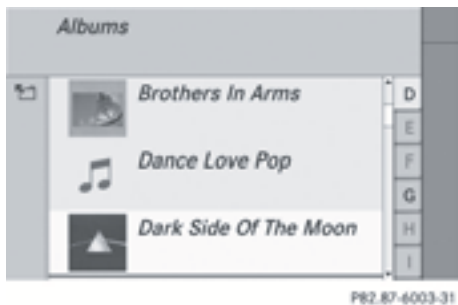 Albums
Brothers In Arms
Dance Love Pop
Dark Side Of The Moon
D
E
F
G
H
I
P82.87-6003-31